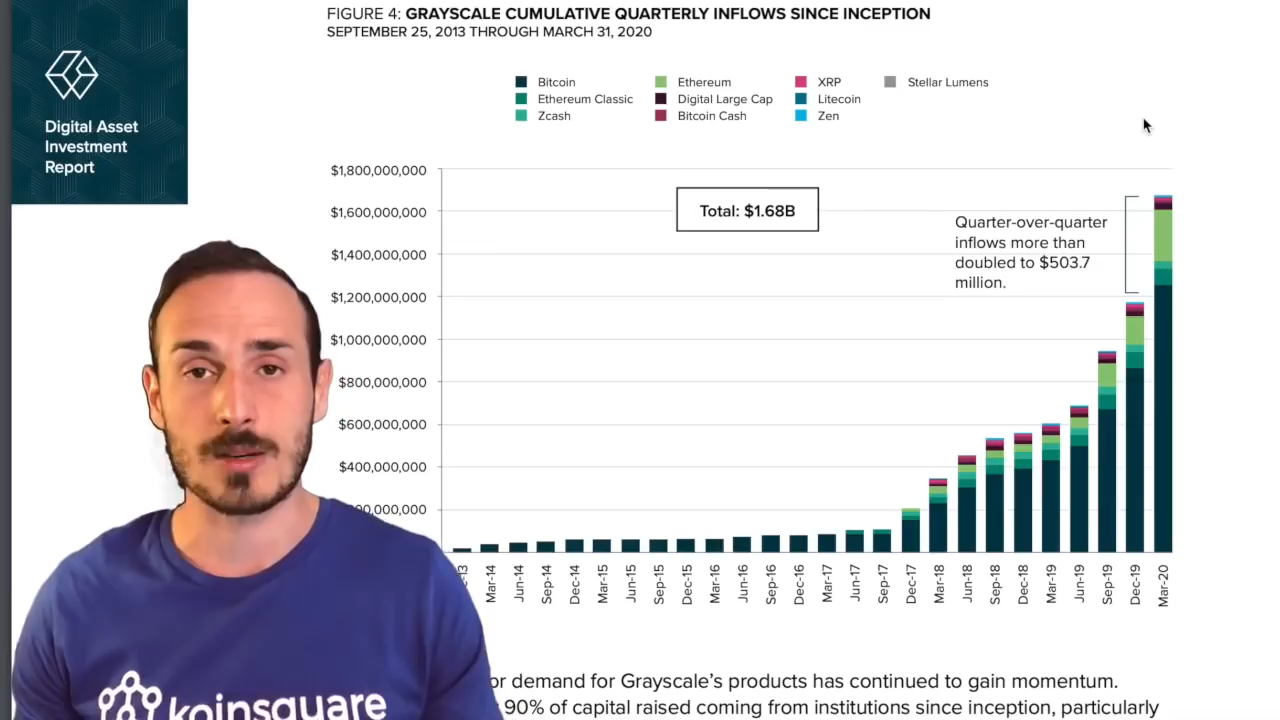 FIGURE 4: GRAYSCALE CUMULATIVE QUARTERLY INFLOWS SINCE INCEPTION
SEPTEMBER 25, 2013 THROUGH MARCH 31, 2020
Digital Asset
Investment
Report
Bitcoin Ethereum XRP Stellar Lumens
Ethereum Classic Digital Large Cap Litecoin
Zcash Bitcoin Cash Zen
$1,800,000,000
$1,600,000,000
$1,400,000,000
$1,200,000,000
$1,000,000,000
$800,000,000
$600,000,000
$400,000,000
00,000,000
Total: $1.68B
Quarter-over-quarter
inflows more than
doubled to $503.7
million.
-13 Mar-14 Jun-14 Sep-14 Dec-14 Mar-15 Jun-15 Sep-15 Dec-15 Mar-16 Jun-16 Sep-16 Dec-16 Mar-17 Jun-17 Sep-17 Dec-17 Mar-18 Jun-18 Sep-18 Dec-18 Mar-19 Jun-19 Sep-19 Dec-19 Mar-20
or demand for Grayscale's products has continued to gain momentum.
90% of capital raised coming from institutions since inception, particularly
koinsquare